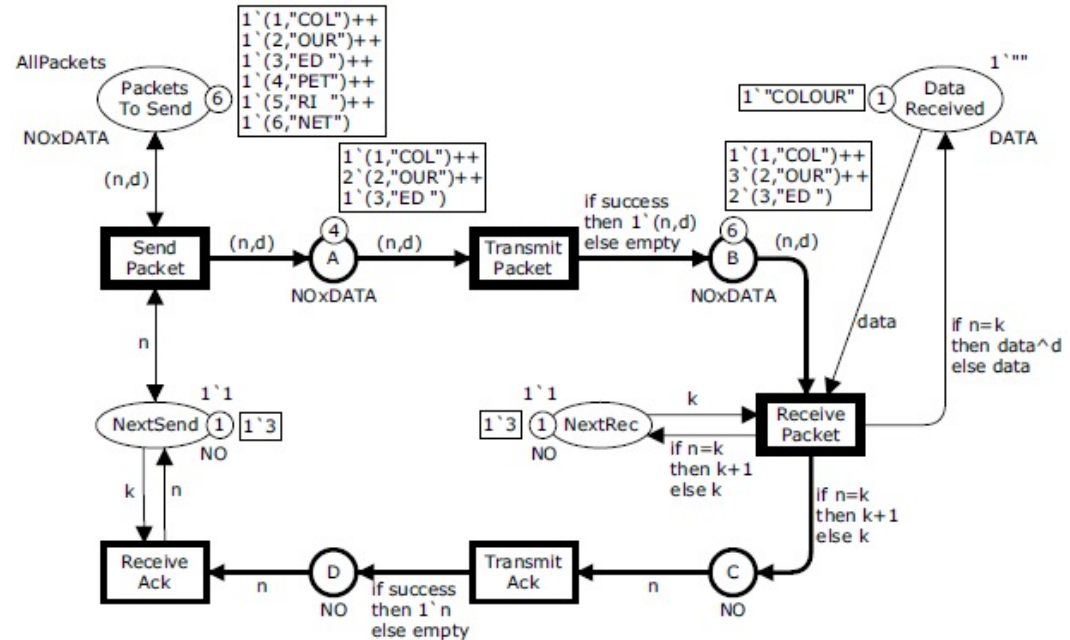 1`(1,"COL")++
1`(2,"OUR")++
1`(3,"ED ")++
1`(4,"PET")++
1`(5,"RI  ")++
1`(6,"NET")
AllPackets
Packets
To Send
6
NOxDATA
1`""
1`"COLOUR"
1
Data
Received
DATA
1`(1,"COL")++
2`(2,"OUR")++
1`(3,"ED ")
1`(1,"COL")++
3`(2,"OUR")++
2`(3,"ED ")
(n,d)
if success
then 1`(n,d)
else empty
Send
Packet
(n,d)
4
A
NOxDATA
(n,d)
Transmit
Packet
6
B
NOxDATA
(n,d)
data
if n=k
then data^d
else data
n
1`1
NextSend
1
1`3
NO
1`1
1`3
1
NextRec
NO
k
if n=k
then k+1
else k
Receive
Packet
k
n
if n=k
then k+1
else k
Receive
Ack
n
D
NO
if success
then 1`n
else empty
Transmit
Ack
n
C
NO